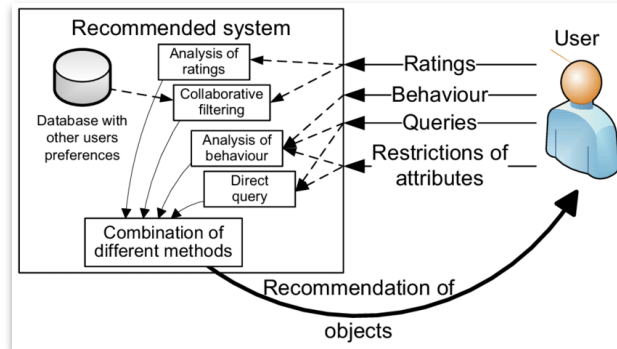 Recommended system
User
Analysis of
ratings
Collaborative
filtering
Database with
other users
preferences
Analysis of
behaviour
Direct
query
Combination of
different methods
Ratings
Behaviour
Queries
Restrictions of
attributes
Recommendation of
objects